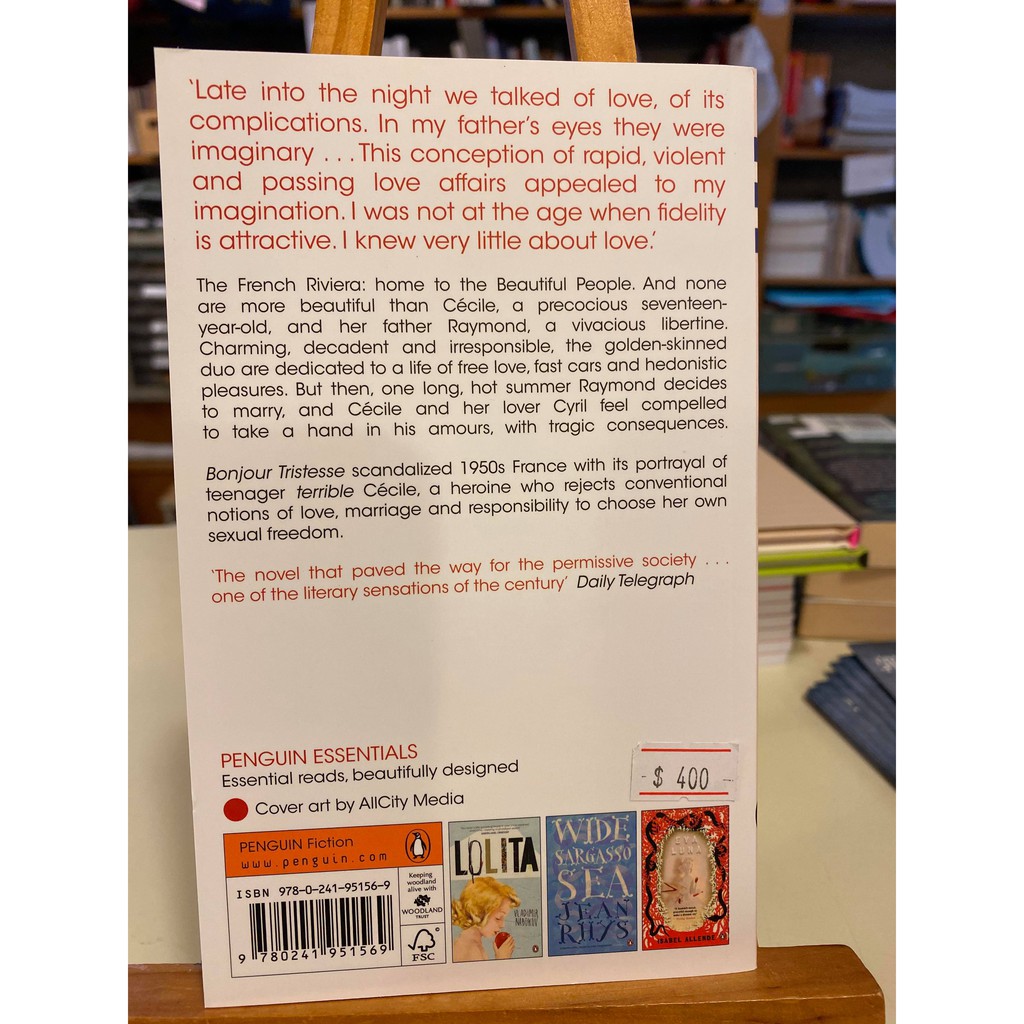 ‘Late into the night we talked of love, of its
complications. In my father’s eyes they were
imaginary . . . This conception of rapid, violent
and passing love affairs appealed to my
imagination. I was not at the age when fidelity
is attractive. I knew very little about love.’
The French Riviera: home to the Beautiful People. And none
are more beautiful than Cécile, a precocious seventeen-
year-old, and her father Raymond, a vivacious libertine.
Charming, decadent and irresponsible, the golden-skinned
duo are dedicated to a life of free love, fast cars and hedonistic
pleasures. But then, one long, hot summer Raymond decides
to marry, and Cécile and her lover Cyril feel compelled
to take a hand in his amours, with tragic consequences.
Bonjour Tristesse scandalized 1950s France with its portrayal of
teenager terrible Cécile, a heroine who rejects conventional
notions of love, marriage and responsibility to choose her own
sexual freedom.
‘The novel that paved the way for the permissive society . . .
one of the literary sensations of the century’ Daily Telegraph
PENGUIN ESSENTIALS
Essential reads, beautifully designed
Cover art by AllCity Media
- $ 400 -
PENGUIN Fiction
www.penguin.com
ISBN 978-0-241-95156-9
9 780241 951569
Keeping
woodland
alive with
WOODLAND
TRUST
FSC
LOLITA
VLADIMIR
NABOKOV
WIDE
SARGASSO
SEA
JEAN
RHYS
ISABEL ALLENDE